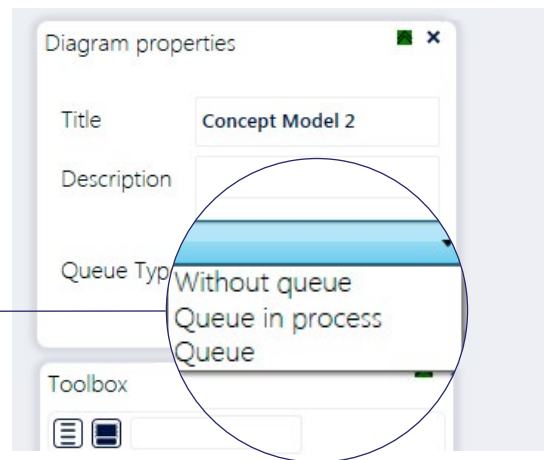 Diagram properties
Title
Concept Model 2
Description
Queue Typ
Without queue
Queue in process
Queue
Toolbox